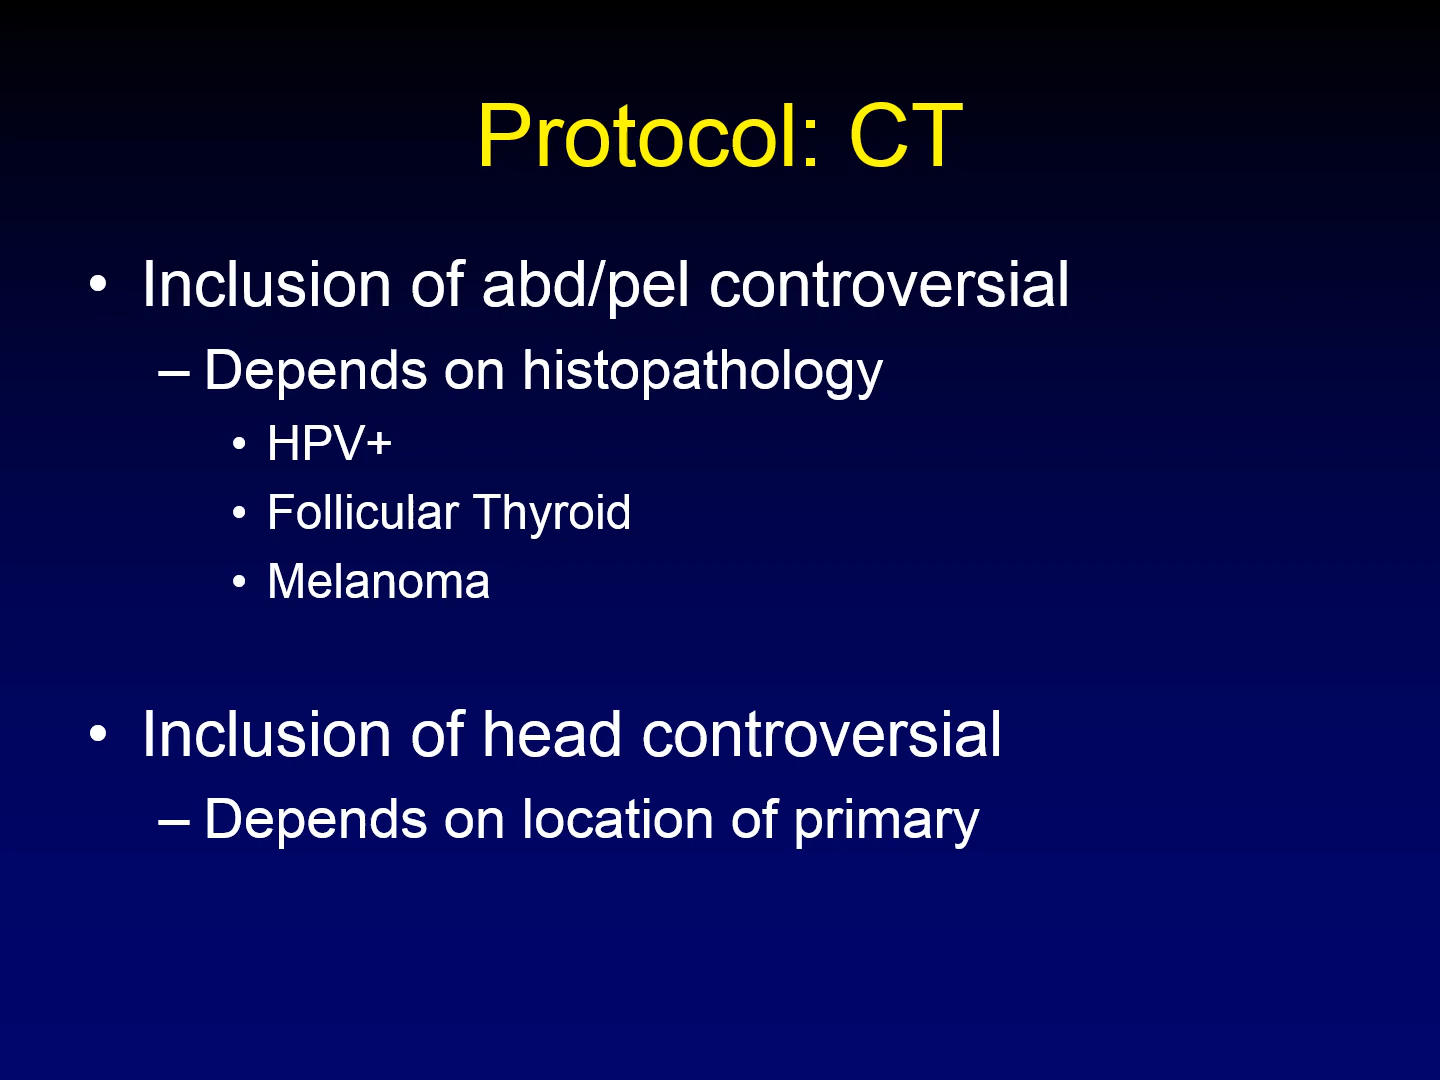 Protocol: CT
• Inclusion of abd/pel controversial
– Depends on histopathology
• HPV+
• Follicular Thyroid
• Melanoma
• Inclusion of head controversial
– Depends on location of primary